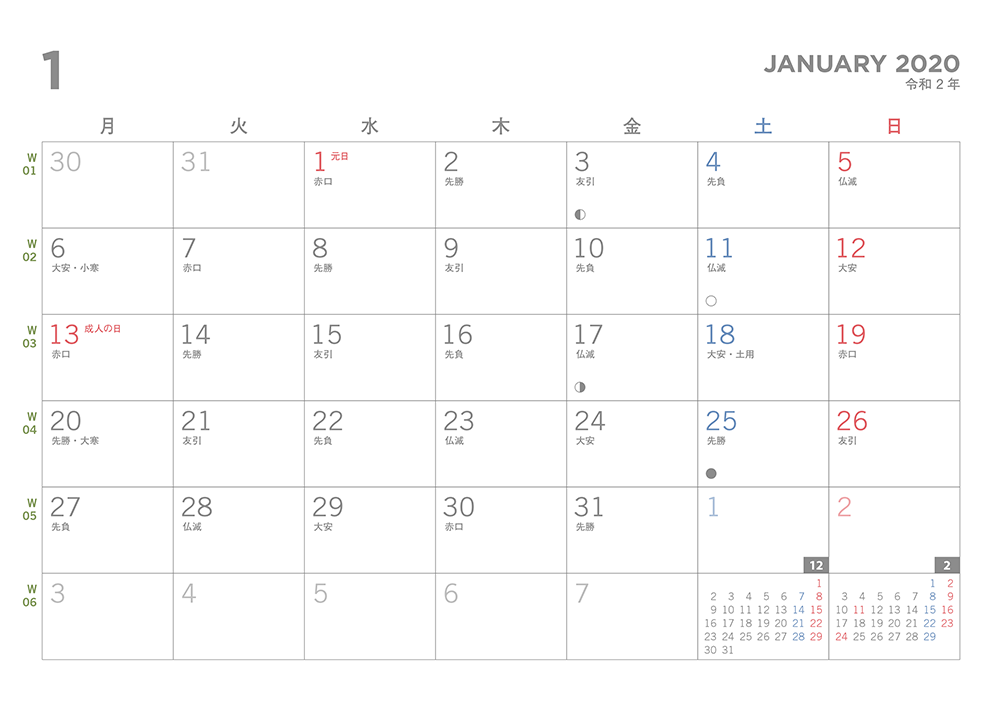 1
JANUARY 2020
令和2年
月 火 水 木 金 土 日
W 01
30 31 1 元日 2 3 4 5
赤口 先勝 友引 先負 仏滅
W 02
6 7 8 9 10 11 12
大安・小寒 赤口 先勝 友引 先負 仏滅 大安
W 03
13 成人の日 14 15 16 17 18 19
赤口 先勝 友引 先負 仏滅 大安・土用 赤口
W 04
20 21 22 23 24 25 26
先勝・大寒 友引 先負 仏滅 大安 先勝 友引
W 05
27 28 29 30 31 1 2
先負 仏滅 大安 赤口 先勝
W 06
3 4 5 6 7
12
1
2 3 4 5 6 7 8
9 10 11 12 13 14 15
16 17 18 19 20 21 22
23 24 25 26 27 28 29
30 31
2
1 2
3 4 5 6 7 8 9
10 11 12 13 14 15 16
17 18 19 20 21 22 23
24 25 26 27 28 29